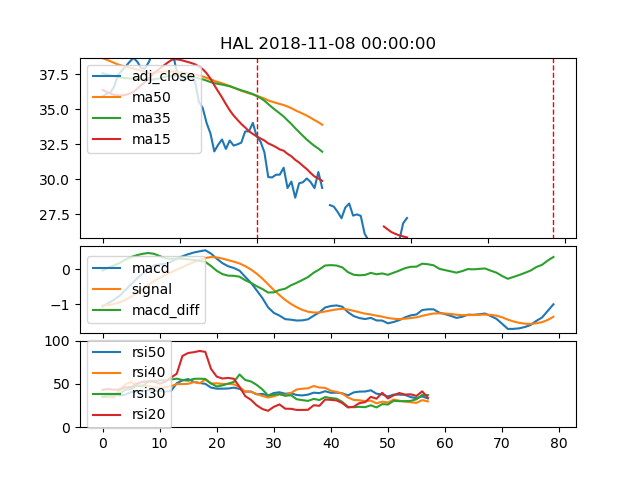 HAL 2018-11-08 00:00:00
37.5
35.0
32.5
30.0
27.5
adj_close
ma50
ma35
ma15
0
−1
macd
signal
macd_diff
100
50
0
rsi50
rsi40
rsi30
rsi20
0 10 20 30 40 50 60 70 80